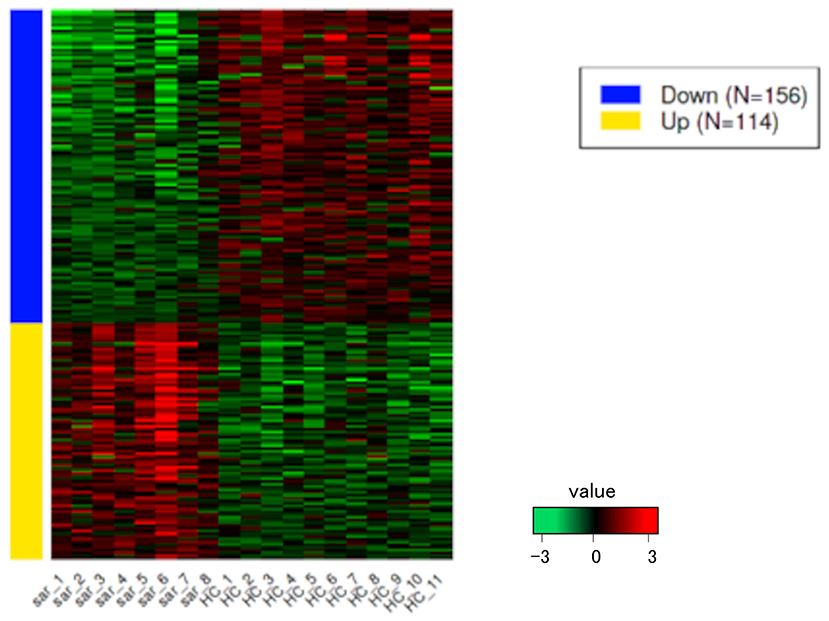 Down (N=156)
Up (N=114)
value
−3 0 3
sar_1 sar_2 sar_3 sar_4 sar_5 sar_6 sar_7 sar_8 HC_1 HC_2 HC_3 HC_4 HC_5 HC_6 HC_7 HC_8 HC_9 HC_10 HC_11